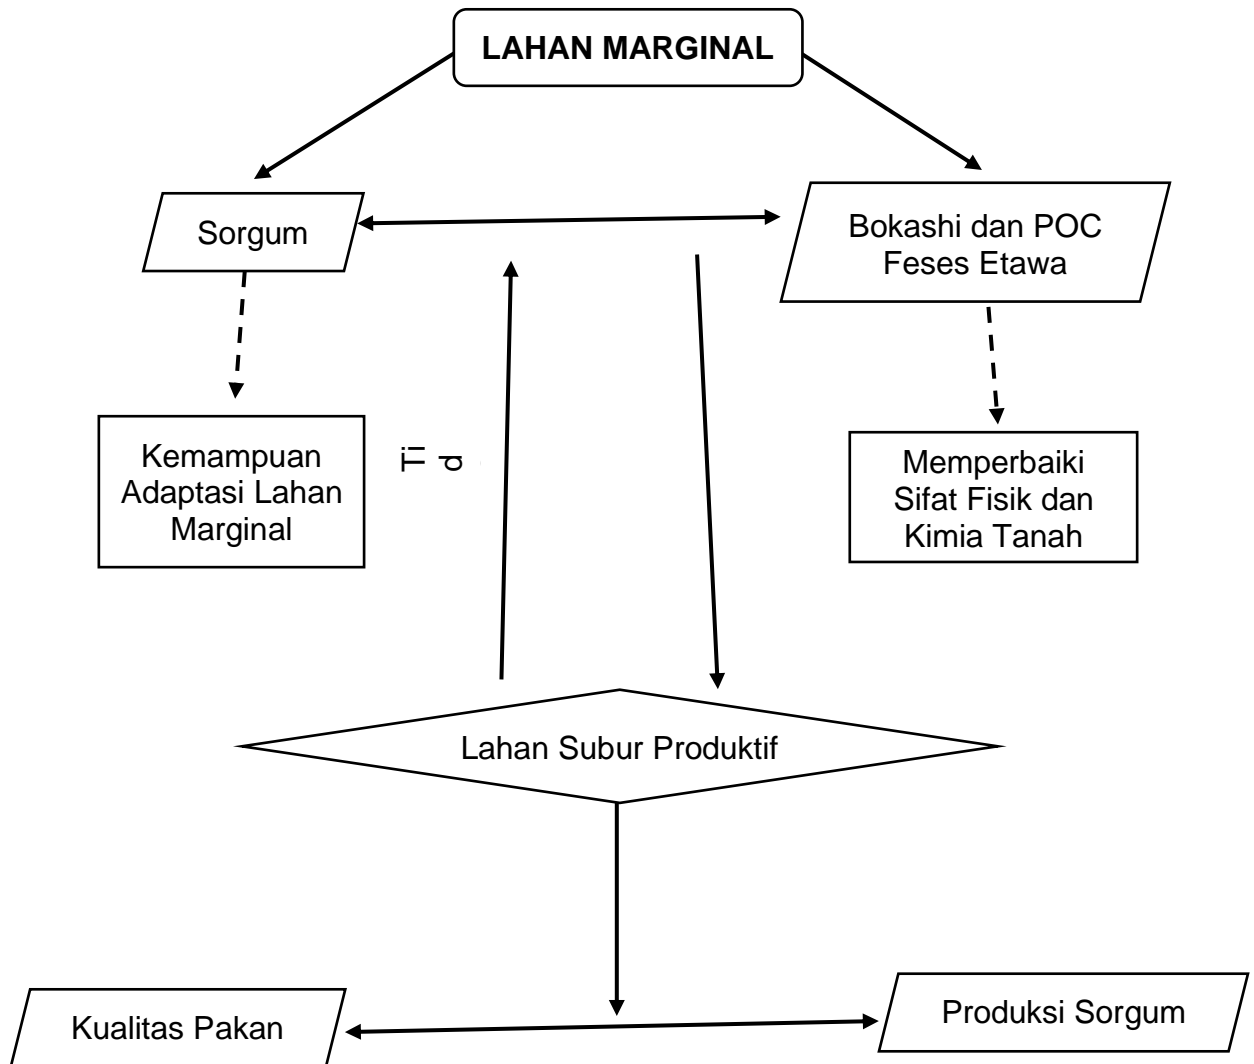 LAHAN MARGINAL
Sorgum
Bokashi dan POC
Feses Etawa
Kemampuan
Adaptasi Lahan
Marginal
Ti
d
Memperbaiki
Sifat Fisik dan
Kimia Tanah
Lahan Subur Produktif
Kualitas Pakan
Produksi Sorgum